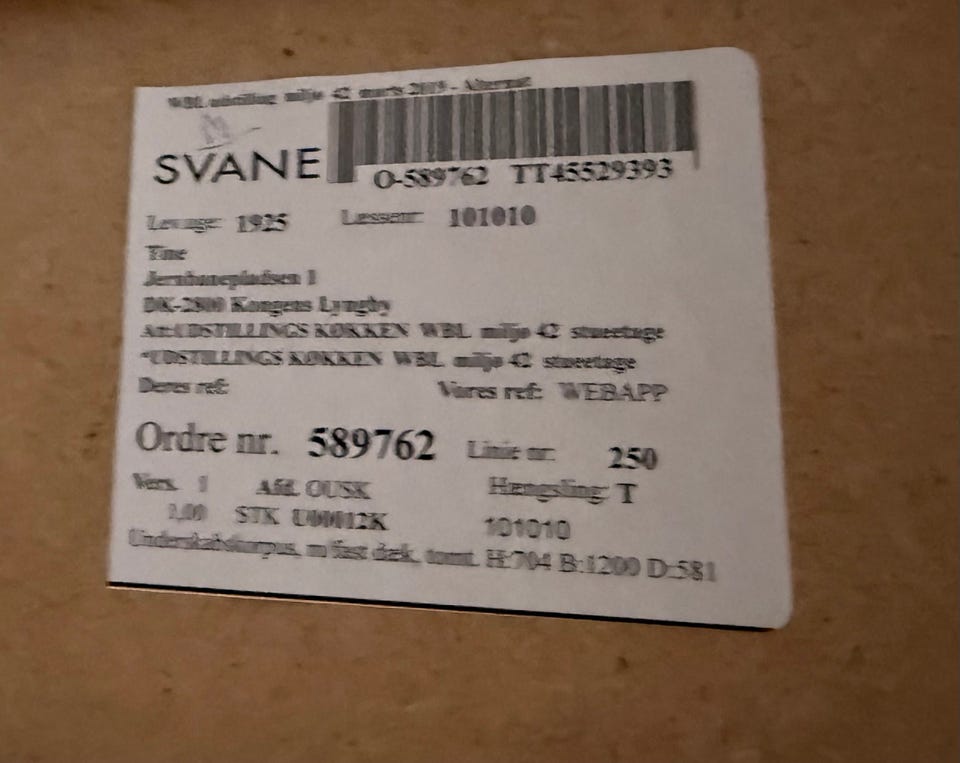 WBL udstilling miljø 42 marts 2019 -
SVANE
O-589762 TT45529393
Lev.uge: 1925 Læssenr: 101010
Tine
Jernbanepladsen 1
DK-2800 Kongens Lyngby
Att:UDSTILLINGS KØKKEN WBL miljø 42 stueetage
*UDSTILLINGS KØKKEN WBL miljø 42 stueetage
Deres ref: Vores ref: WEBAPP
Ordre nr. 589762 Linie nr: 250
Vers. 1 Afd. OUSK Hængsling: T
1,00 STK U00012K 101010
Underskabskorpus, m/fast dæk, tomt. H:704 B:1200 D:581